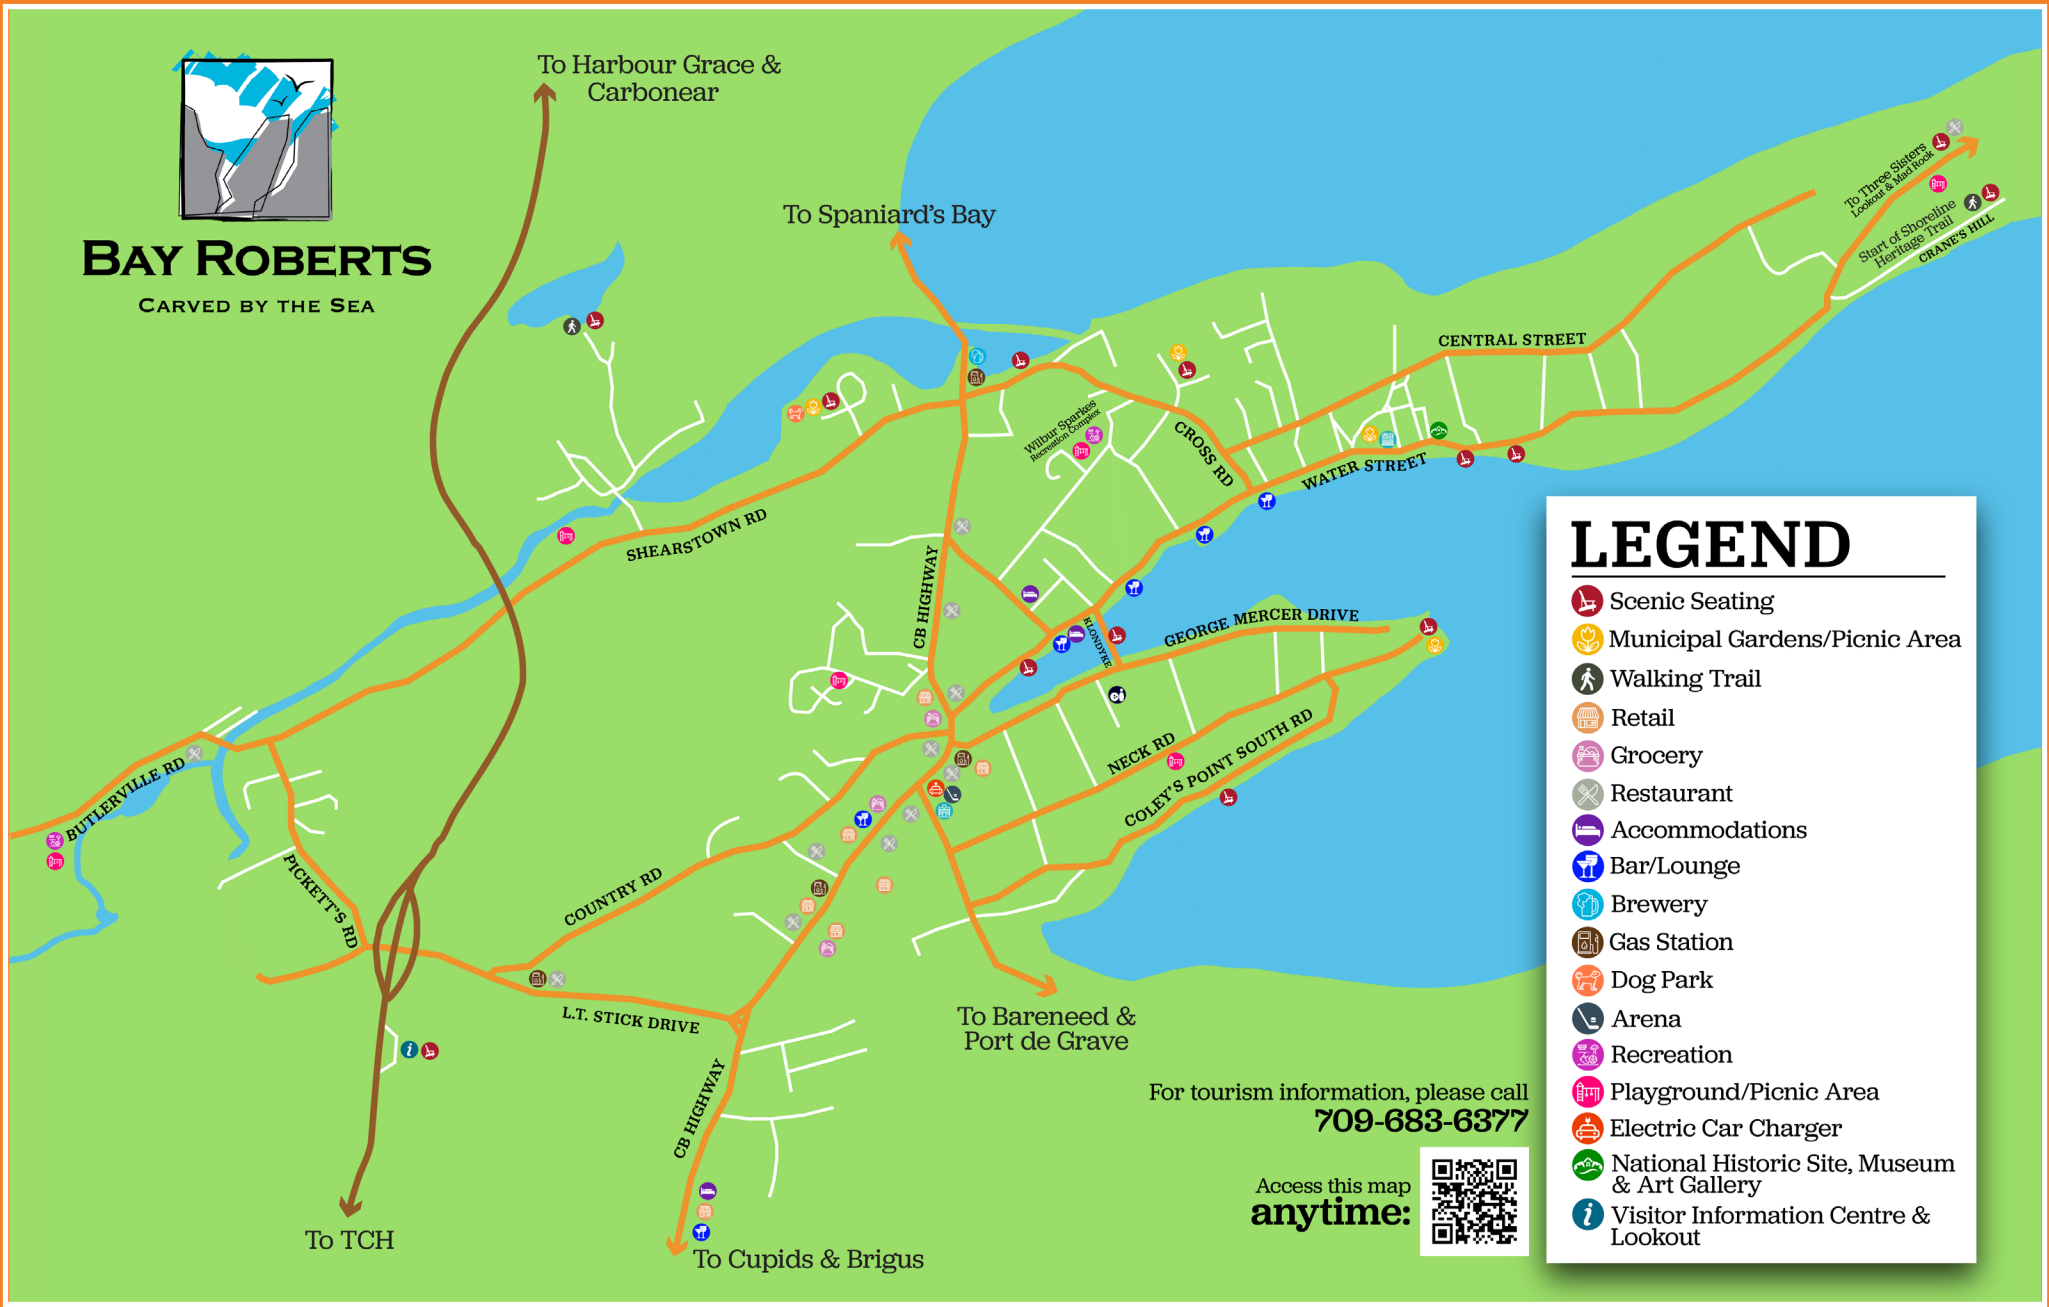 To Harbour Grace &
Carbonear
BAY ROBERTS
CARVED BY THE SEA
To Spaniard's Bay
To Three Sisters
Lookout & Mad Rock
Start of Shoreline
Heritage Trail
CRANE'S HILL
CENTRAL STREET
Wilbur Sparkes
Recreation Complex
CROSS RD
WATER STREET
SHEARSTOWN RD
CB HIGHWAY
KLONDYKE
GEORGE MERCER DRIVE
NECK RD
COLEY'S POINT SOUTH RD
BUTLERVILLE RD
PICKETT'S RD
COUNTRY RD
L.T. STICK DRIVE
CB HIGHWAY
To Bareneed &
Port de Grave
To TCH
To Cupids & Brigus
For tourism information, please call
709-683-6377
Access this map
anytime:
LEGEND
Scenic Seating
Municipal Gardens/Picnic Area
Walking Trail
Retail
Grocery
Restaurant
Accommodations
Bar/Lounge
Brewery
Gas Station
Dog Park
Arena
Recreation
Playground/Picnic Area
Electric Car Charger
National Historic Site, Museum
& Art Gallery
Visitor Information Centre &
Lookout